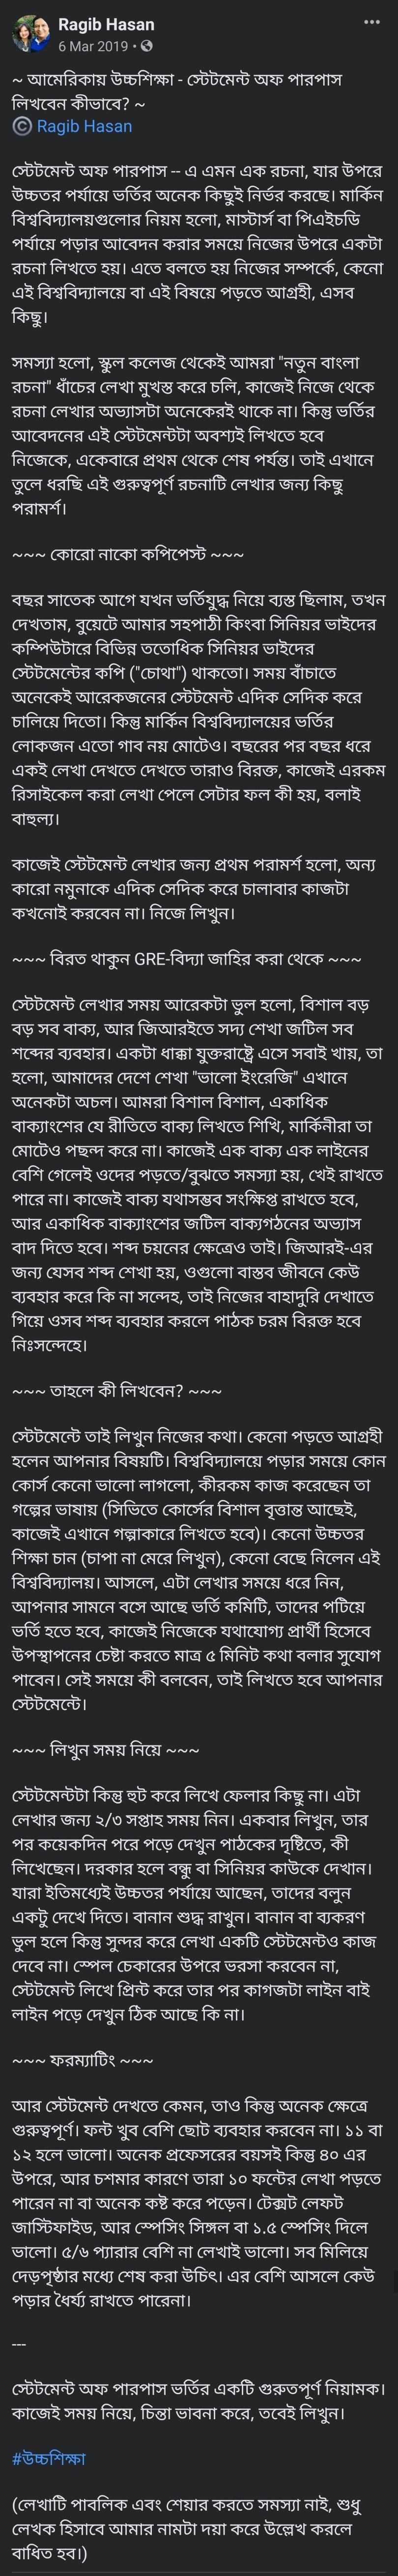 Ragib Hasan
6 Mar 2019 •
~ আমেরিকায় উচ্চশিক্ষা - স্টেটমেন্ট অফ পারপাস
লিখবেন কীভাবে? ~
© Ragib Hasan
স্টেটমেন্ট অফ পারপাস -- এ এমন এক রচনা, যার উপরে
উচ্চতর পর্যায়ে ভর্তির অনেক কিছুই নির্ভর করছে। মার্কিন
বিশ্ববিদ্যালয়গুলোর নিয়ম হলো, মাস্টার্স বা পিএইচডি
পর্যায়ে পড়ার আবেদন করার সময়ে নিজের উপরে একটা
রচনা লিখতে হয়। এতে বলতে হয় নিজের সম্পর্কে, কেনো
এই বিশ্ববিদ্যালয়ে বা এই বিষয়ে পড়তে আগ্রহী, এসব
কিছু।
সমস্যা হলো, স্কুল কলেজ থেকেই আমরা "নতুন বাংলা
রচনা" ধাঁচের লেখা মুখস্ত করে চলি, কাজেই নিজে থেকে
রচনা লেখার অভ্যাসটা অনেকেরই থাকে না। কিন্তু ভর্তির
আবেদনের এই স্টেটমেন্টটা অবশ্যই লিখতে হবে
নিজেকে, একেবারে প্রথম থেকে শেষ পর্যন্ত। তাই এখানে
তুলে ধরছি এই গুরুত্বপূর্ণ রচনাটি লেখার জন্য কিছু
পরামর্শ।
~~~ কোরো নাকো কপিপেস্ট ~~~
বছর সাতেক আগে যখন ভর্তিযুদ্ধ নিয়ে ব্যস্ত ছিলাম, তখন
দেখতাম, বুয়েটে আমার সহপাঠী কিংবা সিনিয়র ভাইদের
কম্পিউটারে বিভিন্ন ততোধিক সিনিয়র ভাইদের
স্টেটমেন্টের কপি ("চোথা") থাকতো। সময় বাঁচাতে
অনেকেই আরেকজনের স্টেটমেন্ট এদিক সেদিক করে
চালিয়ে দিতো। কিন্তু মার্কিন বিশ্ববিদ্যালয়ের ভর্তির
লোকজন এতো গাব নয় মোটেও। বছরের পর বছর ধরে
একই লেখা দেখতে দেখতে তারাও বিরক্ত, কাজেই এরকম
রিসাইকেল করা লেখা পেলে সেটার ফল কী হয়, বলাই
বাহুল্য।
কাজেই স্টেটমেন্ট লেখার জন্য প্রথম পরামর্শ হলো, অন্য
কারো নমুনাকে এদিক সেদিক করে চালাবার কাজটা
কখনোই করবেন না। নিজে লিখুন।
~~~ বিরত থাকুন GRE-বিদ্যা জাহির করা থেকে ~~~
স্টেটমেন্ট লেখার সময় আরেকটা ভুল হলো, বিশাল বড়
বড় সব বাক্য, আর জিআরইতে সদ্য শেখা জটিল সব
শব্দের ব্যবহার। একটা ধাক্কা যুক্তরাষ্ট্রে এসে সবাই খায়, তা
হলো, আমাদের দেশে শেখা "ভালো ইংরেজি" এখানে
অনেকটা অচল। আমরা বিশাল বিশাল, একাধিক
বাক্যাংশের যে রীতিতে বাক্য লিখতে শিখি, মার্কিনীরা তা
মোটেও পছন্দ করে না। কাজেই এক বাক্য এক লাইনের
বেশি গেলেই ওদের পড়তে/বুঝতে সমস্যা হয়, খেই রাখতে
পারে না। কাজেই বাক্য যথাসম্ভব সংক্ষিপ্ত রাখতে হবে,
আর একাধিক বাক্যাংশের জটিল বাক্যগঠনের অভ্যাস
বাদ দিতে হবে। শব্দ চয়নের ক্ষেত্রেও তাই। জিআরই-এর
জন্য যেসব শব্দ শেখা হয়, ওগুলো বাস্তব জীবনে কেউ
ব্যবহার করে কি না সন্দেহ, তাই নিজের বাহাদুরি দেখাতে
গিয়ে ওসব শব্দ ব্যবহার করলে পাঠক চরম বিরক্ত হবে
নিঃসন্দেহে।
~~~ তাহলে কী লিখবেন? ~~~
স্টেটমেন্টে তাই লিখুন নিজের কথা। কেনো পড়তে আগ্রহী
হলেন আপনার বিষয়টি। বিশ্ববিদ্যালয়ে পড়ার সময়ে কোন
কোর্স কেনো ভালো লাগলো, কীরকম কাজ করেছেন তা
গল্পের ভাষায় (সিভিতে কোর্সের বিশাল বৃত্তান্ত আছেই,
কাজেই এখানে গল্পাকারে লিখতে হবে)। কেনো উচ্চতর
শিক্ষা চান (চাপা না মেরে লিখুন), কেনো বেছে নিলেন এই
বিশ্ববিদ্যালয়। আসলে, এটা লেখার সময়ে ধরে নিন,
আপনার সামনে বসে আছে ভর্তি কমিটি, তাদের পটিয়ে
ভর্তি হতে হবে, কাজেই নিজেকে যথাযোগ্য প্রার্থী হিসেবে
উপস্থাপনের চেষ্টা করতে মাত্র ৫ মিনিট কথা বলার সুযোগ
পাবেন। সেই সময়ে কী বলবেন, তাই লিখতে হবে আপনার
স্টেটমেন্টে।
~~~ লিখুন সময় নিয়ে ~~~
স্টেটমেন্টটা কিন্তু হুট করে লিখে ফেলার কিছু না। এটা
লেখার জন্য ২/৩ সপ্তাহ সময় নিন। একবার লিখুন, তার
পর কয়েকদিন পরে পড়ে দেখুন পাঠকের দৃষ্টিতে, কী
লিখেছেন। দরকার হলে বন্ধু বা সিনিয়র কাউকে দেখান।
যারা ইতিমধ্যেই উচ্চতর পর্যায়ে আছেন, তাদের বলুন
একটু দেখে দিতে। বানান শুদ্ধ রাখুন। বানান বা ব্যকরণ
ভুল হলে কিন্তু সুন্দর করে লেখা একটি স্টেটমেন্টও কাজ
দেবে না। স্পেল চেকারের উপরে ভরসা করবেন না,
স্টেটমেন্ট লিখে প্রিন্ট করে তার পর কাগজটা লাইন বাই
লাইন পড়ে দেখুন ঠিক আছে কি না।
~~~ ফরম্যাটিং ~~~
আর স্টেটমেন্ট দেখতে কেমন, তাও কিন্তু অনেক ক্ষেত্রে
গুরুত্বপূর্ণ। ফন্ট খুব বেশি ছোট ব্যবহার করবেন না। ১১ বা
১২ হলে ভালো। অনেক প্রফেসরের বয়সই কিন্তু ৪০ এর
উপরে, আর চশমার কারণে তারা ১০ ফন্টের লেখা পড়তে
পারেন না বা অনেক কষ্ট করে পড়েন। টেক্সট লেফট
জাস্টিফাইড, আর স্পেসিং সিঙ্গল বা ১.৫ স্পেসিং দিলে
ভালো। ৫/৬ প্যারার বেশি না লেখাই ভালো। সব মিলিয়ে
দেড়পৃষ্ঠার মধ্যে শেষ করা উচিৎ। এর বেশি আসলে কেউ
পড়ার ধৈর্য্য রাখতে পারেনা।
---
স্টেটমেন্ট অফ পারপাস ভর্তির একটি গুরুতপূর্ণ নিয়ামক।
কাজেই সময় নিয়ে, চিন্তা ভাবনা করে, তবেই লিখুন।
#উচ্চশিক্ষা
(লেখাটি পাবলিক এবং শেয়ার করতে সমস্যা নাই, শুধু
লেখক হিসাবে আমার নামটা দয়া করে উল্লেখ করলে
বাধিত হব।)